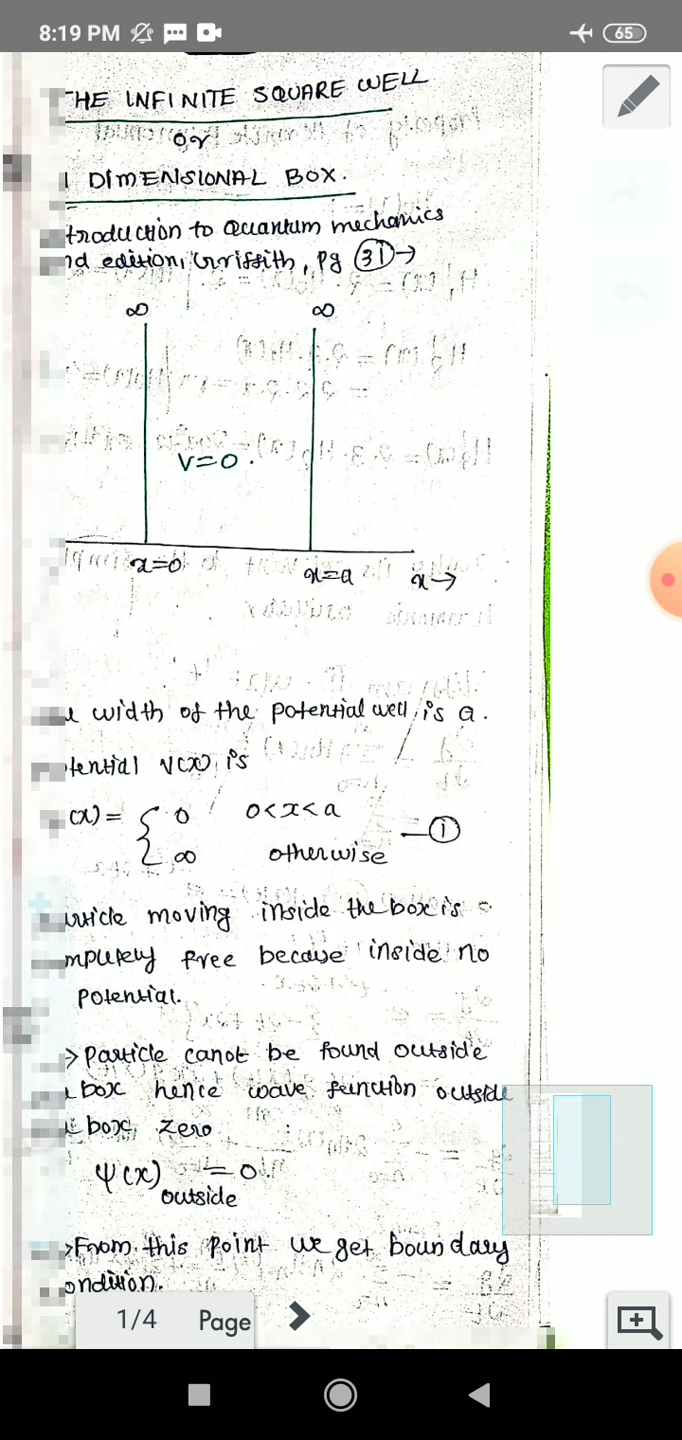 8:19 PM
65
THE INFINITE SQUARE WELL
or
1 DIMENSIONAL BOX.
troduction to Quantum mechanics
nd edition, Griffith, Pg 31→
∞ ∞
V=0.
x=0 x=a x→
width of the potential well is a.
tential V(x) is
(x) = { 0 0<x<a
∞ otherwise —①
article moving inside the box is
mpletely free because inside no
potential.
> Particle canot be found outside
box hence wave function outside
box zero
ψ(x) = 0
outside
> From this point we get boundary
ondition.
1/4 Page